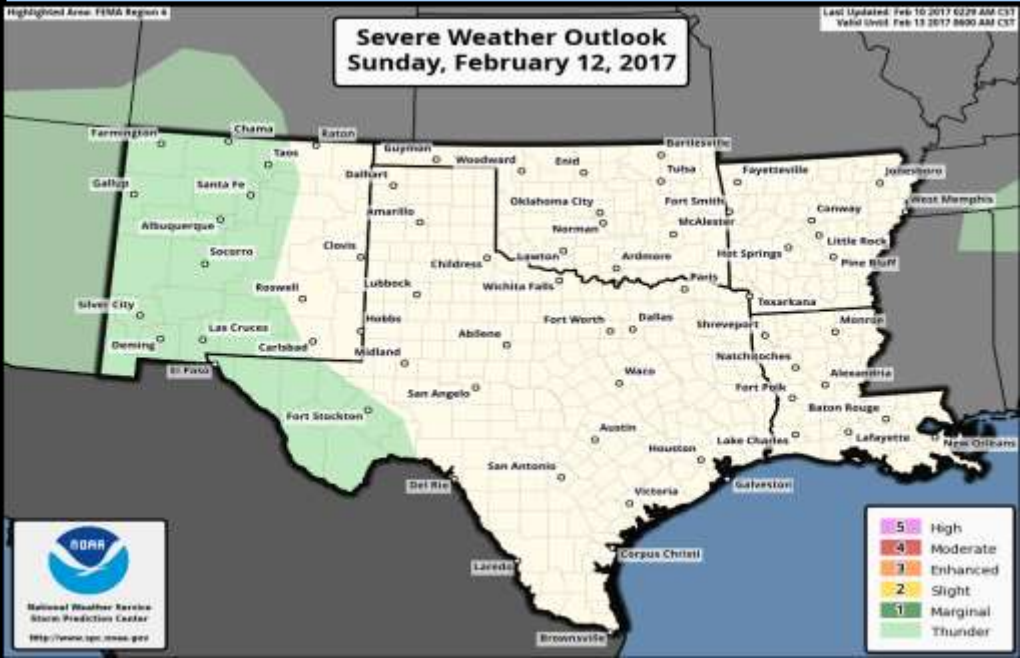 Highlighted Area: FEMA Region 6
Last Updated: Feb 10 2017 0229 AM CST
Valid Until: Feb 13 2017 0600 AM CST
Severe Weather Outlook
Sunday, February 12, 2017
Farmington
Chama
Raton
Taos
Guymon
Woodward
Enid
Bartlesville
Tulsa
Fayetteville
Jonesboro
Gallup
Santa Fe
Dalhart
Oklahoma City
Fort Smith
West Memphis
Albuquerque
Amarillo
Norman
McAlester
Conway
Socorro
Clovis
Childress
Lawton
Ardmore
Hot Springs
Little Rock
Pine Bluff
Roswell
Lubbock
Wichita Falls
Paris
Texarkana
Silver City
Las Cruces
Hobbs
Abilene
Fort Worth
Dallas
Shreveport
Monroe
Deming
Carlsbad
Midland
Natchitoches
El Paso
San Angelo
Waco
Fort Polk
Alexandria
Fort Stockton
Austin
Baton Rouge
Houston
Lake Charles
Lafayette
New Orleans
San Antonio
Del Rio
Victoria
Galveston
Corpus Christi
Laredo
Brownsville
NOAA
National Weather Service
Storm Prediction Center
http://www.spc.noaa.gov
5 High
4 Moderate
3 Enhanced
2 Slight
1 Marginal
Thunder